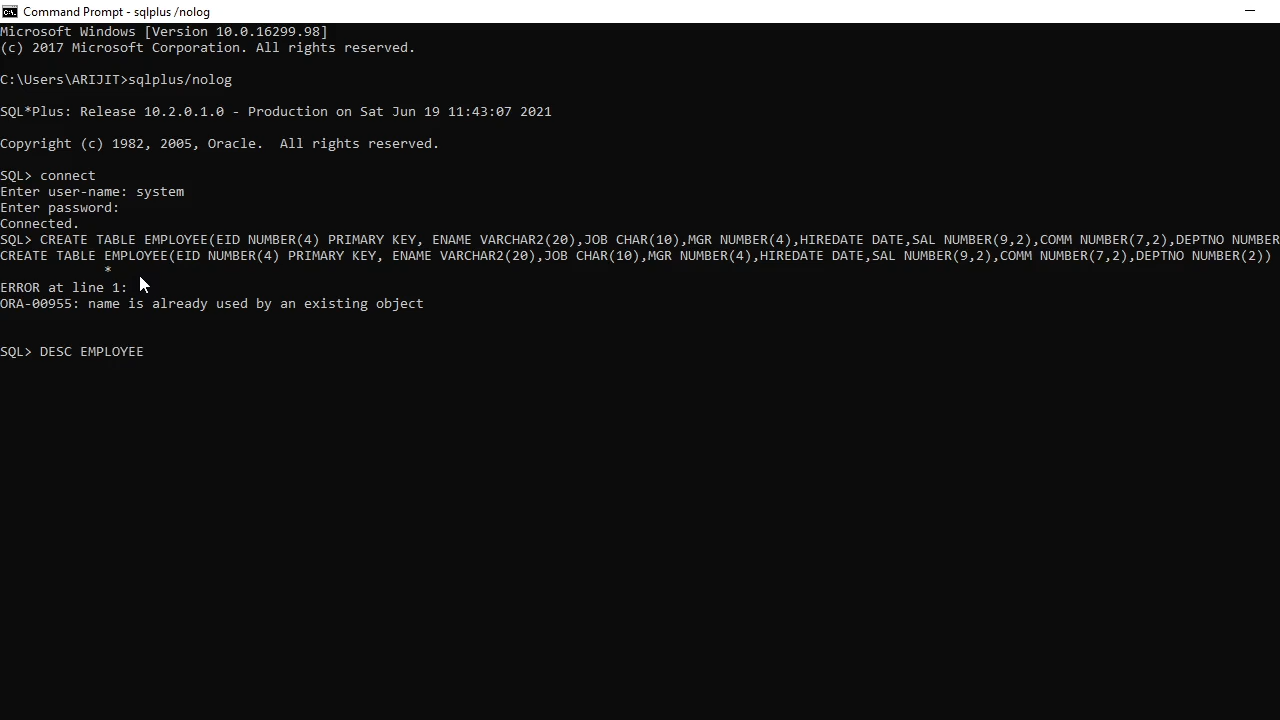 Command Prompt - sqlplus /nolog
Microsoft Windows [Version 10.0.16299.98]
(c) 2017 Microsoft Corporation. All rights reserved.
C:\Users\ARIJIT>sqlplus/nolog
SQL*Plus: Release 10.2.0.1.0 - Production on Sat Jun 19 11:43:07 2021
Copyright (c) 1982, 2005, Oracle.  All rights reserved.
SQL> connect
Enter user-name: system
Enter password:
Connected.
SQL> CREATE TABLE EMPLOYEE(EID NUMBER(4) PRIMARY KEY, ENAME VARCHAR2(20),JOB CHAR(10),MGR NUMBER(4),HIREDATE DATE,SAL NUMBER(9,2),COMM NUMBER(7,2),DEPTNO NUMBER
CREATE TABLE EMPLOYEE(EID NUMBER(4) PRIMARY KEY, ENAME VARCHAR2(20),JOB CHAR(10),MGR NUMBER(4),HIREDATE DATE,SAL NUMBER(9,2),COMM NUMBER(7,2),DEPTNO NUMBER(2))
*
ERROR at line 1:
ORA-00955: name is already used by an existing object
SQL> DESC EMPLOYEE